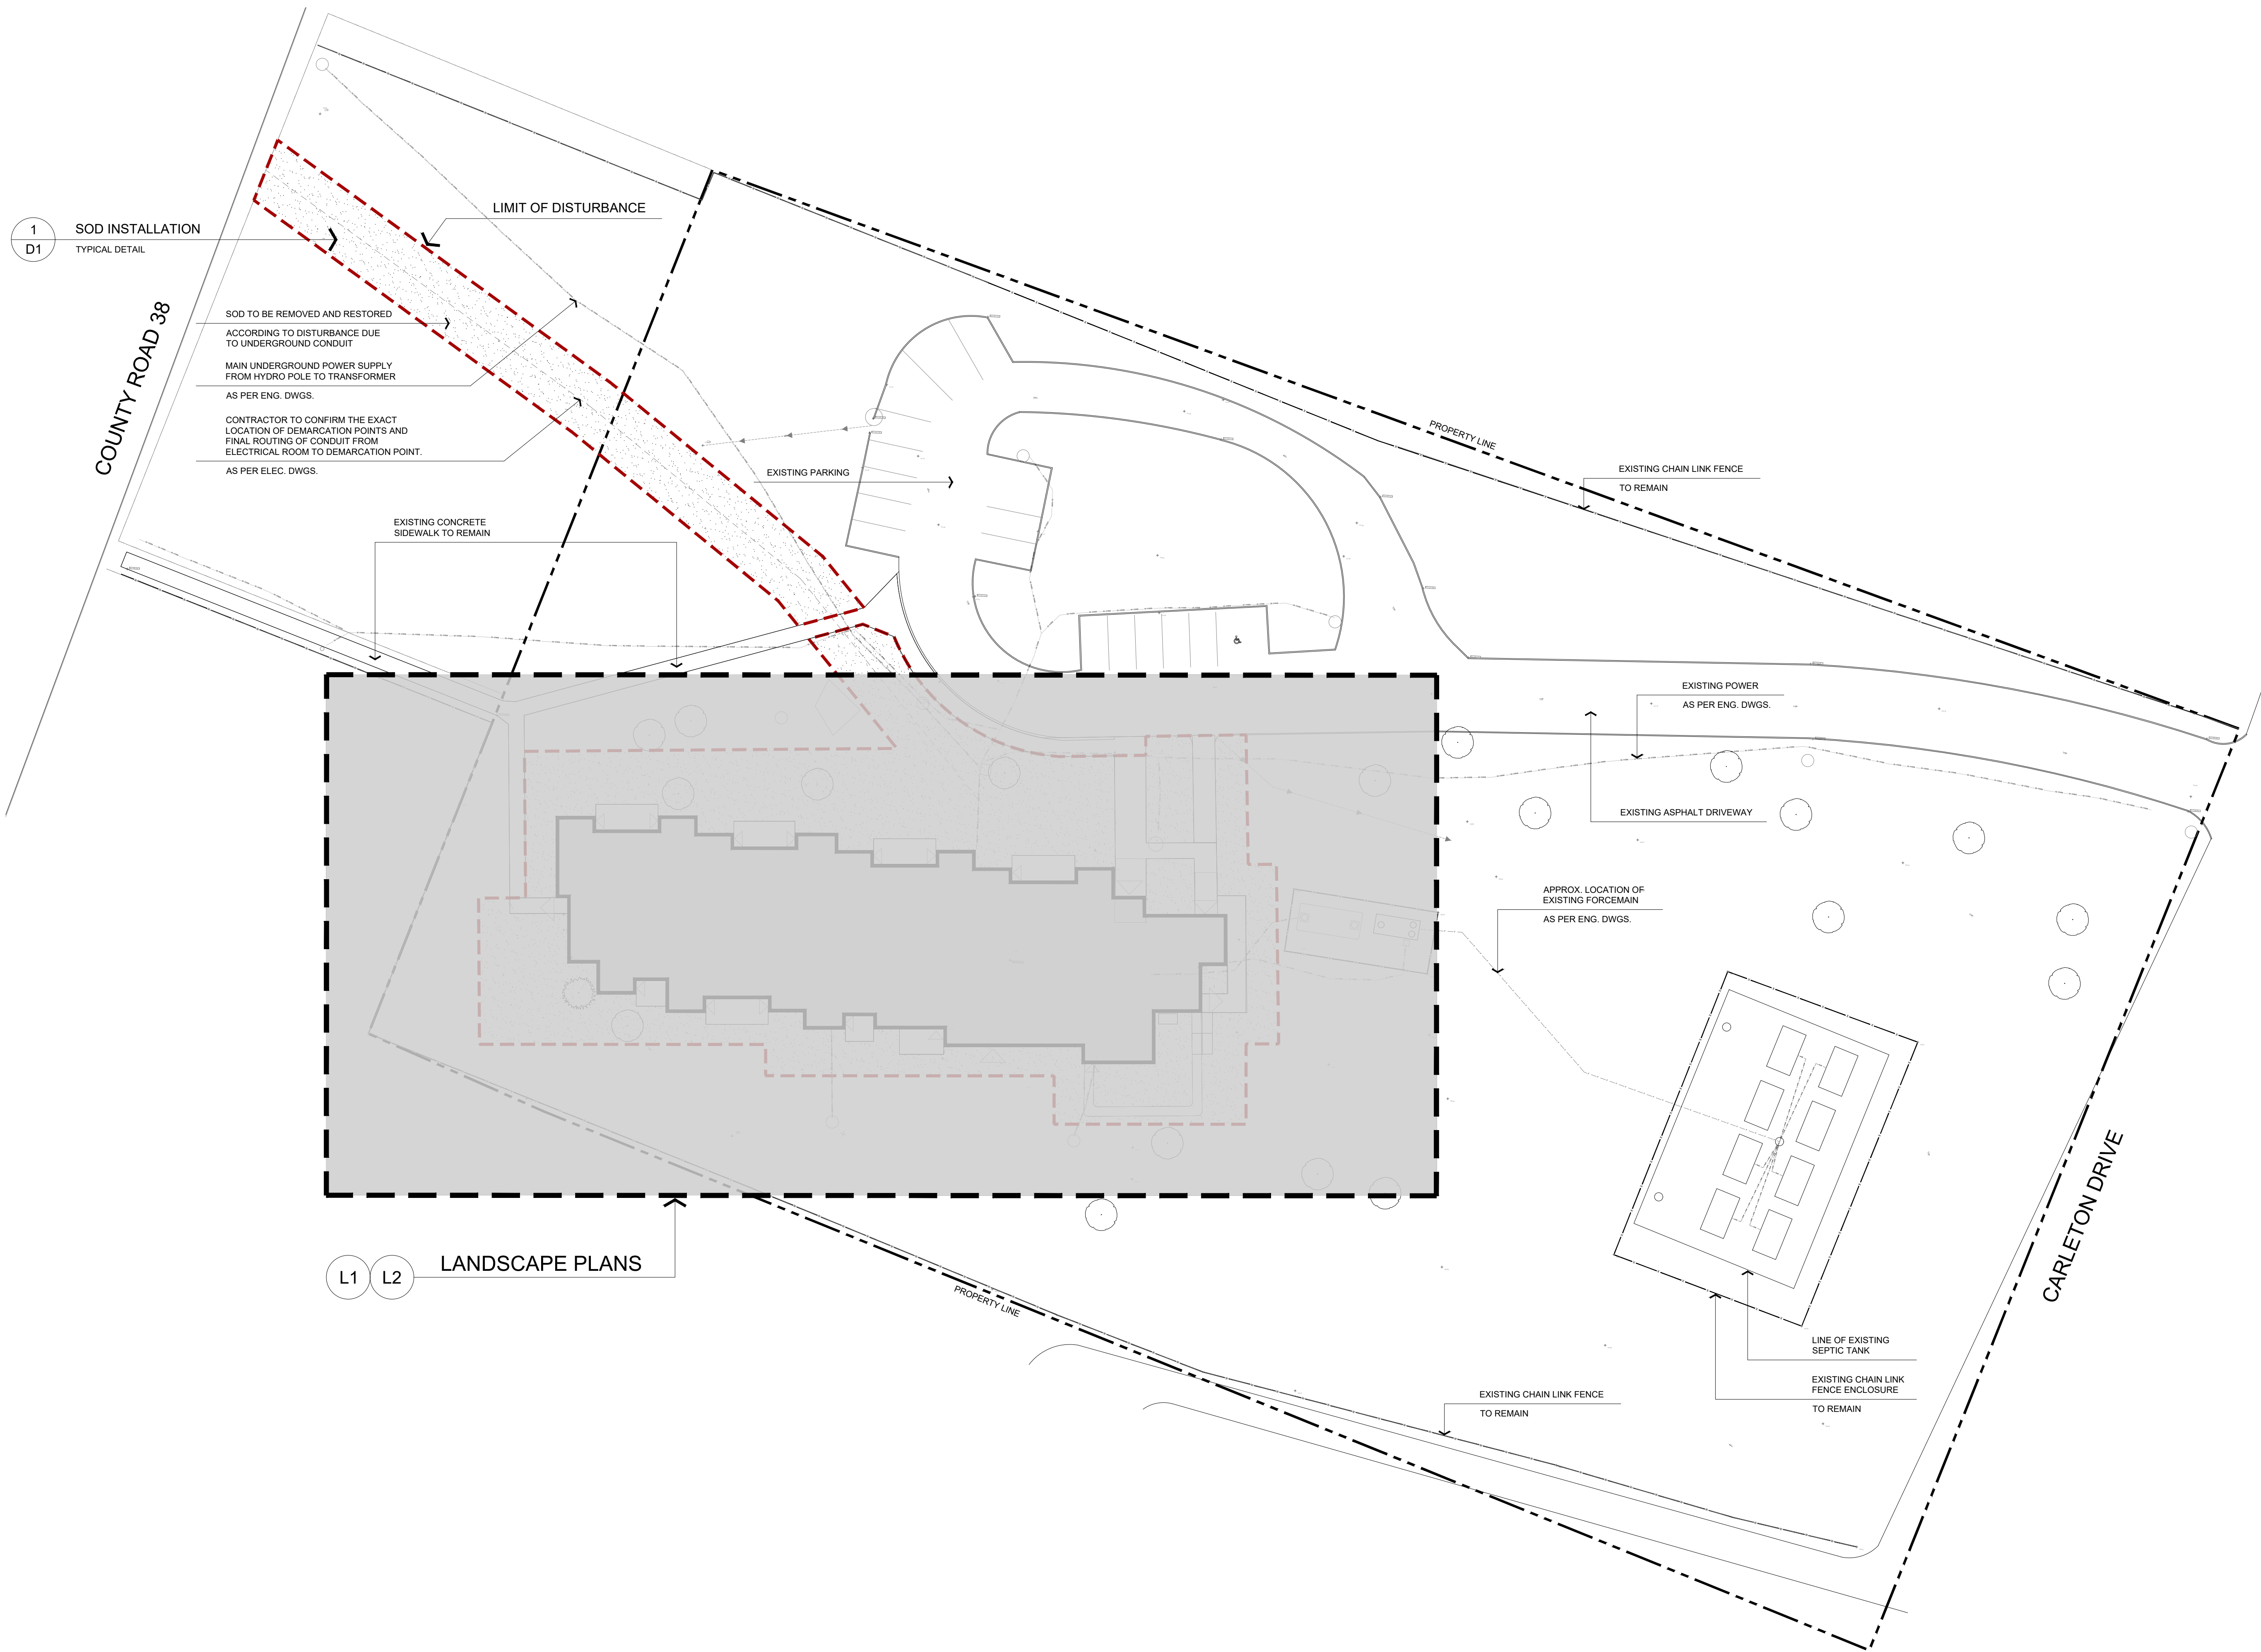 LIMIT OF DISTURBANCE
1
D1
SOD INSTALLATION
TYPICAL DETAIL
COUNTY ROAD 38
SOD TO BE REMOVED AND RESTORED
ACCORDING TO DISTURBANCE DUE
TO UNDERGROUND CONDUIT
MAIN UNDERGROUND POWER SUPPLY
FROM HYDRO POLE TO TRANSFORMER
AS PER ENG. DWGS.
CONTRACTOR TO CONFIRM THE EXACT
LOCATION OF DEMARCATION POINTS AND
FINAL ROUTING OF CONDUIT FROM
ELECTRICAL ROOM TO DEMARCATION POINT.
AS PER ELEC. DWGS.
PROPERTY LINE
EXISTING PARKING
EXISTING CHAIN LINK FENCE
TO REMAIN
EXISTING CONCRETE
SIDEWALK TO REMAIN
EXISTING POWER
AS PER ENG. DWGS.
EXISTING ASPHALT DRIVEWAY
APPROX. LOCATION OF
EXISTING FORCEMAIN
AS PER ENG. DWGS.
CARLETON DRIVE
L1
L2
LANDSCAPE PLANS
PROPERTY LINE
LINE OF EXISTING
SEPTIC TANK
EXISTING CHAIN LINK
FENCE ENCLOSURE
TO REMAIN
EXISTING CHAIN LINK FENCE
TO REMAIN